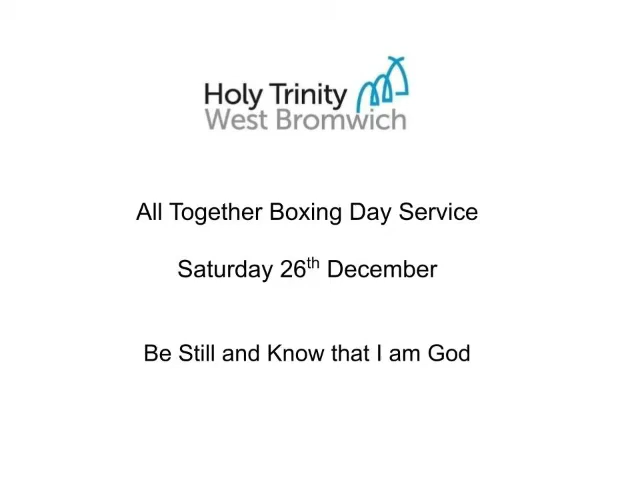 Holy Trinity
West Bromwich
All Together Boxing Day Service
Saturday 26th December
Be Still and Know that I am God